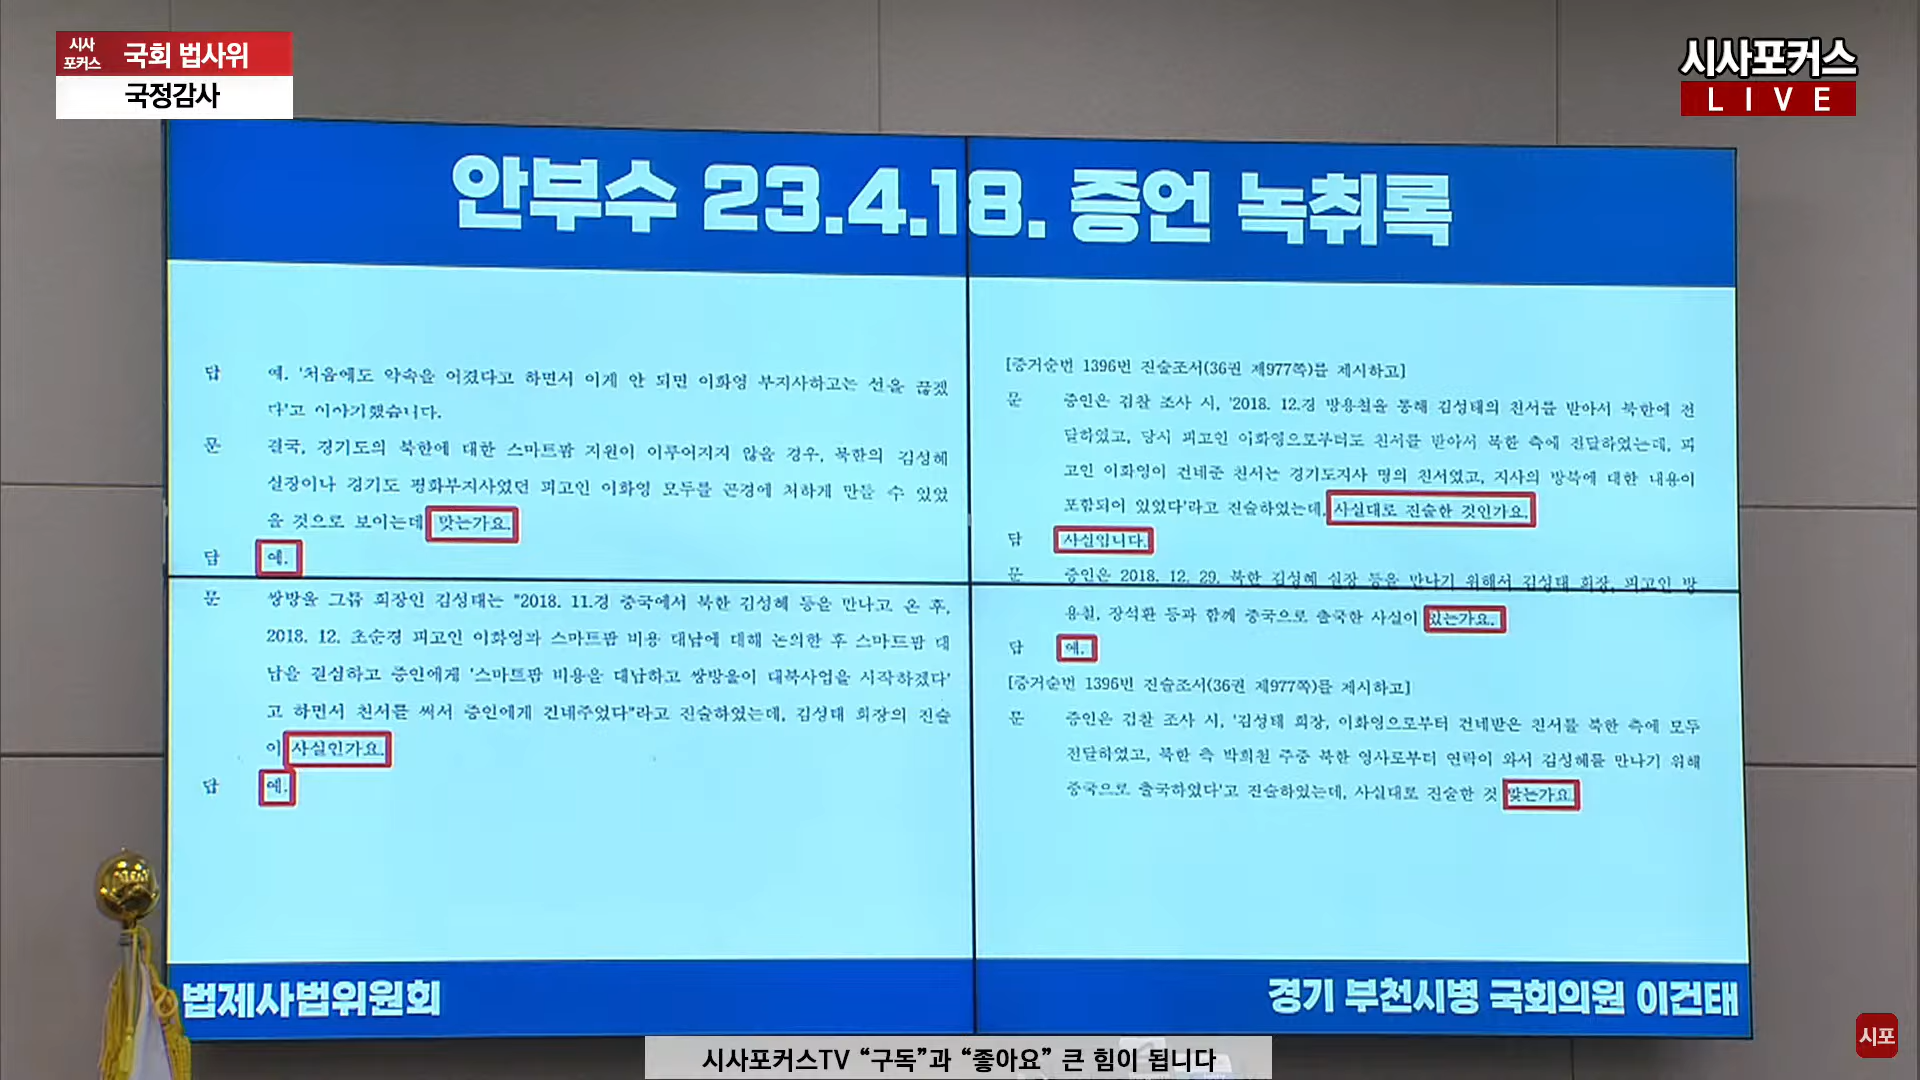 시사
포커스
국회 법사위
국정감사
시사포커스
LIVE
안부수 23.4.18. 증언 녹취록
답 예. '처음에도 약속을 어겼다고 하면서 이게 안 되면 이화영 부지사하고는 선을 끊겠
다'고 이야기했습니다.
문 결국, 경기도의 북한에 대한 스마트팜 지원이 이루어지지 않을 경우, 북한의 김성혜
실장이나 경기도 평화부지사였던 피고인 이화영 모두를 곤경에 처하게 만들 수 있었
을 것으로 보이는데 맞는가요.
답 예.
문 쌍방울 그룹 회장인 김성태는 "2018. 11.경 중국에서 북한 김성혜 등을 만나고 온 후,
2018. 12. 초순경 피고인 이화영과 스마트팜 비용 대납에 대해 논의한 후 스마트팜 대
납을 결심하고 증인에게 '스마트팜 비용을 대납하고 쌍방울이 대북사업을 시작하겠다'
고 하면서 친서를 써서 증인에게 건네주었다"라고 진술하였는데, 김성태 회장의 진술
이 사실인가요.
답 예.
[증거순번 1396번 진술조서(36권 제977쪽)를 제시하고]
문 증인은 검찰 조사 시, '2018. 12.경 방용철을 통해 김성태의 친서를 받아서 북한에 전
달하였고, 당시 피고인 이화영으로부터도 친서를 받아서 북한 측에 전달하였는데, 피
고인 이화영이 건네준 친서는 경기도지사 명의 친서였고, 지사의 방북에 대한 내용이
포함되어 있었다'라고 진술하였는데, 사실대로 진술한 것인가요.
답 사실입니다.
문 증인은 2018. 12. 29. 북한 김성혜 실장 등을 만나기 위해서 김성태 회장, 피고인 방
용철, 장석환 등과 함께 중국으로 출국한 사실이 있는가요.
답 예.
[증거순번 1396번 진술조서(36권 제977쪽)를 제시하고]
문 증인은 검찰 조사 시, '김성태 회장, 이화영으로부터 건네받은 친서를 북한 측에 모두
전달하였고, 북한 측 박희천 주중 북한 영사로부터 연락이 와서 김성혜를 만나기 위해
중국으로 출국하였다'고 진술하였는데, 사실대로 진술한 것 맞는가요.
법제사법위원회
경기 부천시병 국회의원 이건태
시사포커스TV “구독”과 “좋아요” 큰 힘이 됩니다
시포